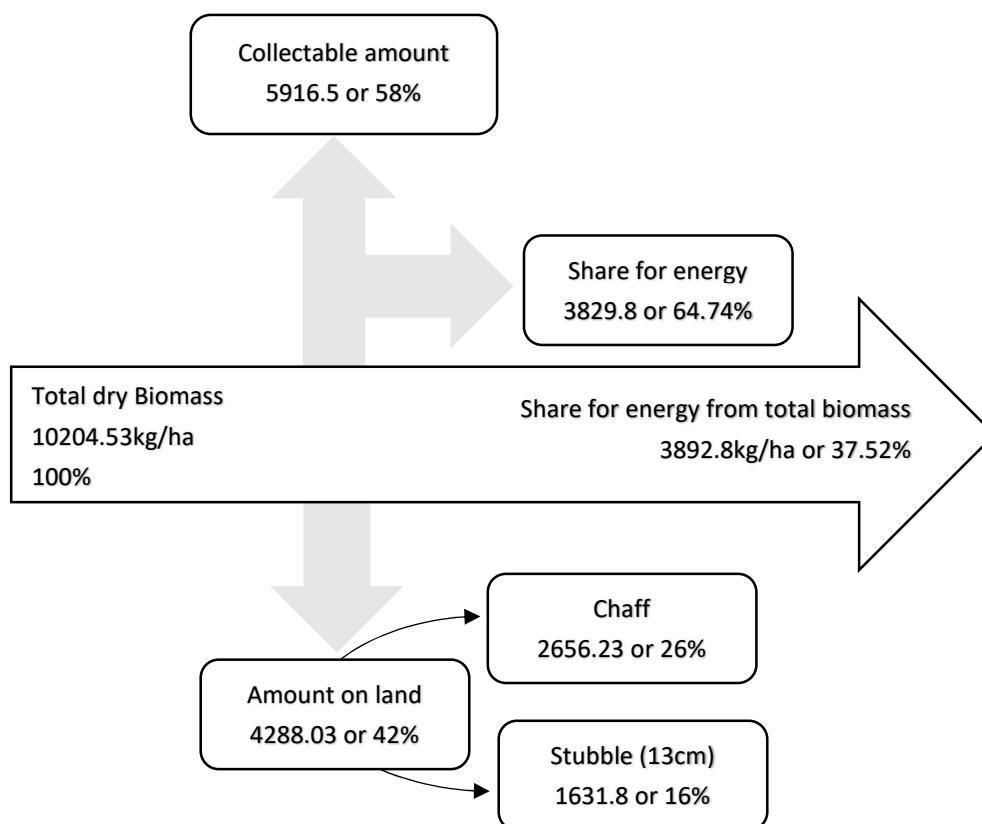 Collectable amount
5916.5 or 58%
Share for energy
3829.8 or 64.74%
Total dry Biomass
10204.53kg/ha
100%
Share for energy from total biomass
3892.8kg/ha or 37.52%
Chaff
2656.23 or 26%
Amount on land
4288.03 or 42%
Stubble (13cm)
1631.8 or 16%